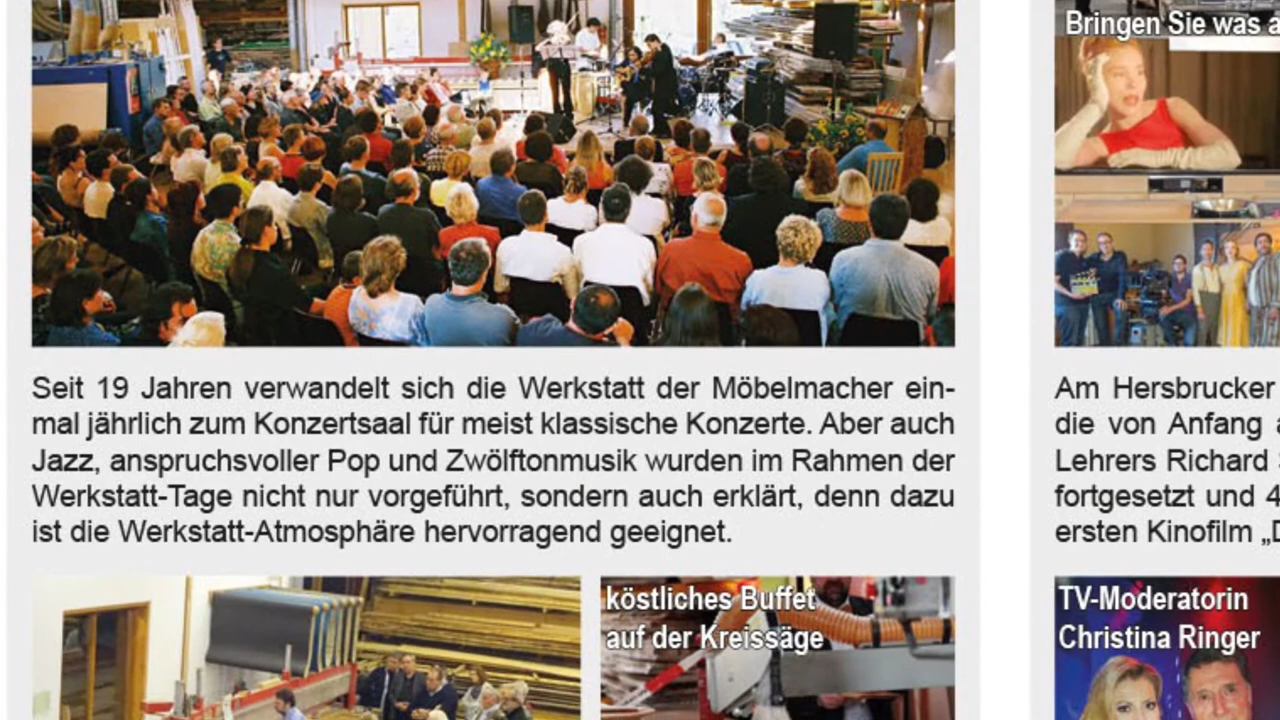 Seit 19 Jahren verwandelt sich die Werkstatt der Möbelmacher ein-
mal jährlich zum Konzertsaal für meist klassische Konzerte. Aber auch
Jazz, anspruchsvoller Pop und Zwölftonmusik wurden im Rahmen der
Werkstatt-Tage nicht nur vorgeführt, sondern auch erklärt, denn dazu
ist die Werkstatt-Atmosphäre hervorragend geeignet.
köstliches Buffet
auf der Kreissäge
Bringen Sie was
Am Hersbrucker
die von Anfang
Lehrers Richard
fortgesetzt und 4
ersten Kinofilm „D
TV-Moderatorin
Christina Ringer